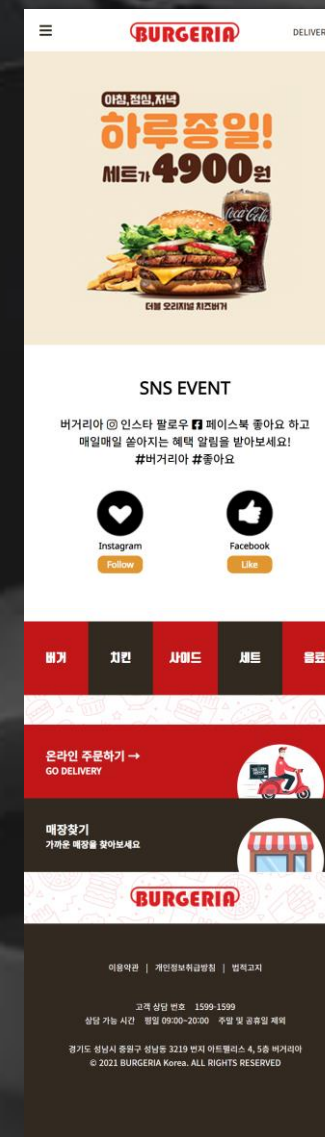 BURGERIA
DELIVER
아침,점심,저녁
하루종일!
세트가4900원
Coca-Cola
더블 오리지널 치즈버거
SNS EVENT
버거리아 인스타 팔로우 페이스북 좋아요 하고
매일매일 쏟아지는 혜택 알림을 받아보세요!
#버거리아 #좋아요
Instagram
Facebook
Follow
Like
버거
치킨
사이드
세트
음료
온라인 주문하기 →
GO DELIVERY
매장찾기
가까운 매장을 찾아보세요
BURGERIA
이용약관 | 개인정보취급방침 | 법적고지
고객 상담 번호 1599-1599
상담 가능 시간 평일 09:00~20:00 주말 및 공휴일 제외
경기도 성남시 중원구 성남동 3219 번지 아트펠리스 4, 5층 버거리아
© 2021 BURGERIA Korea. ALL RIGHTS RESERVED